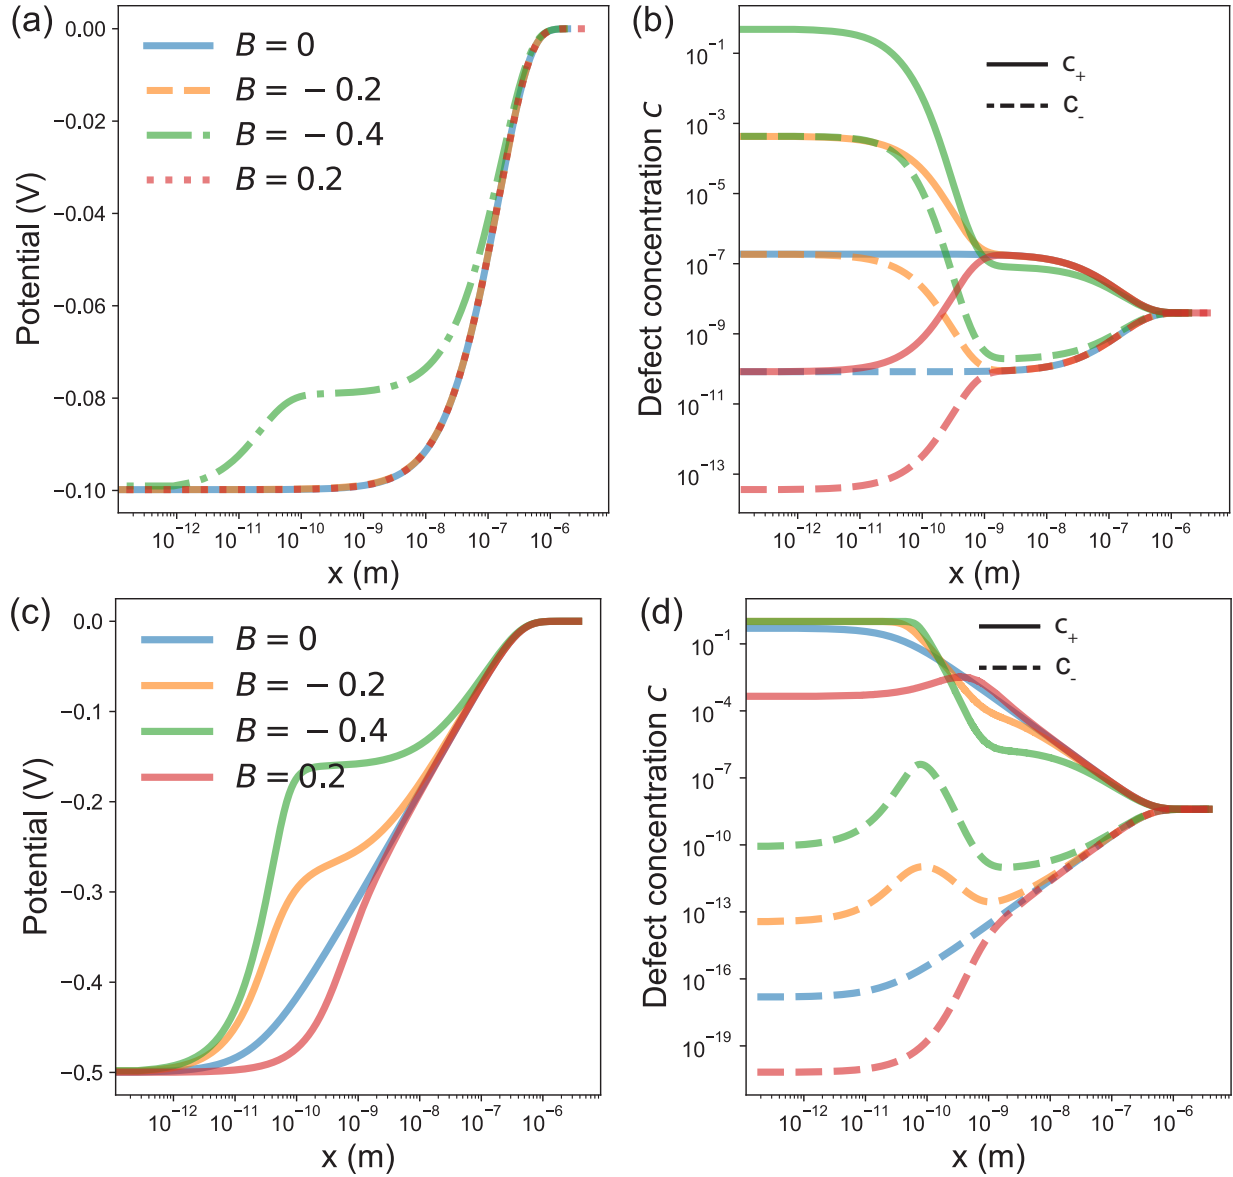 (a)
0.00
−0.02
−0.04
−0.06
−0.08
−0.10
Potential (V)
B = 0
B = − 0.2
B = − 0.4
B = 0.2
10⁻¹² 10⁻¹¹ 10⁻¹⁰ 10⁻⁹ 10⁻⁸ 10⁻⁷ 10⁻⁶
x (m)
(b)
10⁻¹
10⁻³
10⁻⁵
10⁻⁷
10⁻⁹
10⁻¹¹
10⁻¹³
Defect concentration c
c₊
c₋
10⁻¹² 10⁻¹¹ 10⁻¹⁰ 10⁻⁹ 10⁻⁸ 10⁻⁷ 10⁻⁶
x (m)
(c)
0.0
−0.1
−0.2
−0.3
−0.4
−0.5
Potential (V)
B = 0
B = − 0.2
B = − 0.4
B = 0.2
10⁻¹² 10⁻¹¹ 10⁻¹⁰ 10⁻⁹ 10⁻⁸ 10⁻⁷ 10⁻⁶
x (m)
(d)
10⁻¹
10⁻⁴
10⁻⁷
10⁻¹⁰
10⁻¹³
10⁻¹⁶
10⁻¹⁹
Defect concentration c
c₊
c₋
10⁻¹² 10⁻¹¹ 10⁻¹⁰ 10⁻⁹ 10⁻⁸ 10⁻⁷ 10⁻⁶
x (m)